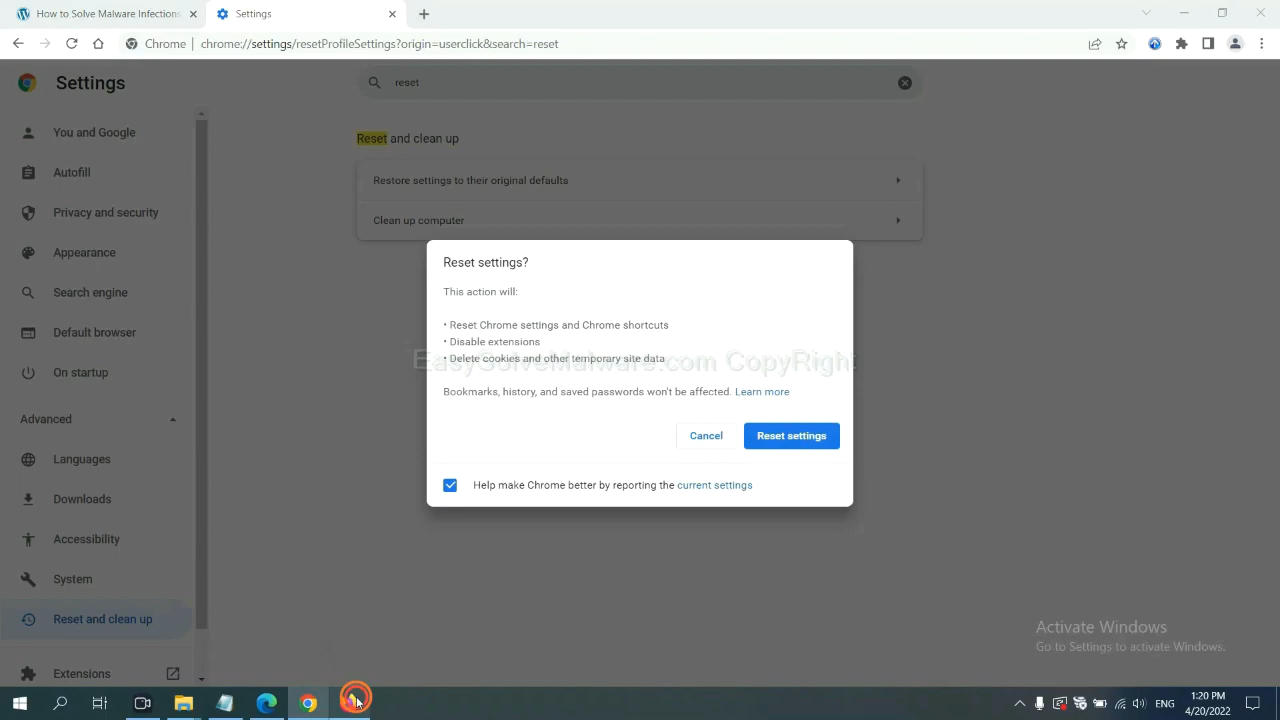 How to Solve Malware Infections
Settings
Chrome
chrome://settings/resetProfileSettings?origin=userclick&search=reset
Settings
reset
You and Google
Autofill
Privacy and security
Appearance
Search engine
Default browser
On startup
Advanced
Languages
Downloads
Accessibility
System
Reset and clean up
Extensions
Reset and clean up
Restore settings to their original defaults
Clean up computer
Reset settings?
This action will:
• Reset Chrome settings and Chrome shortcuts
• Disable extensions
• Delete cookies and other temporary site data
EasySolveMalware.com CopyRight
Bookmarks, history, and saved passwords won't be affected. Learn more
Cancel
Reset settings
Help make Chrome better by reporting the current settings
Activate Windows
Go to Settings to activate Windows.
ENG
1:20 PM
4/20/2022